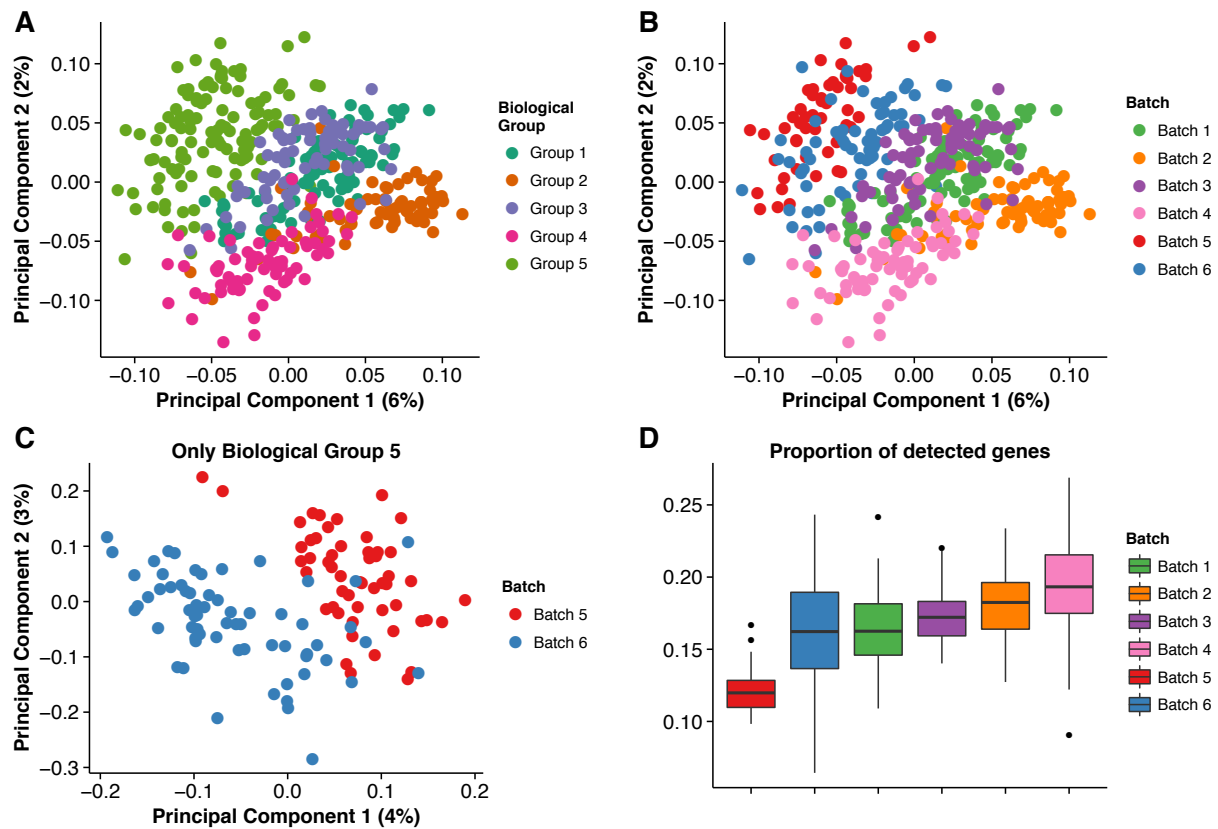 A
Principal Component 2 (2%)
0.10
0.05
0.00
−0.05
−0.10
−0.10
−0.05
0.00
0.05
0.10
Principal Component 1 (6%)
Biological
Group
Group 1
Group 2
Group 3
Group 4
Group 5
B
Principal Component 2 (2%)
0.10
0.05
0.00
−0.05
−0.10
−0.10
−0.05
0.00
0.05
0.10
Principal Component 1 (6%)
Batch
Batch 1
Batch 2
Batch 3
Batch 4
Batch 5
Batch 6
C
Only Biological Group 5
Principal Component 2 (3%)
0.2
0.1
0.0
−0.1
−0.2
−0.3
−0.2
−0.1
0.0
0.1
0.2
Principal Component 1 (4%)
Batch
Batch 5
Batch 6
D
Proportion of detected genes
0.25
0.20
0.15
0.10
Batch
Batch 1
Batch 2
Batch 3
Batch 4
Batch 5
Batch 6